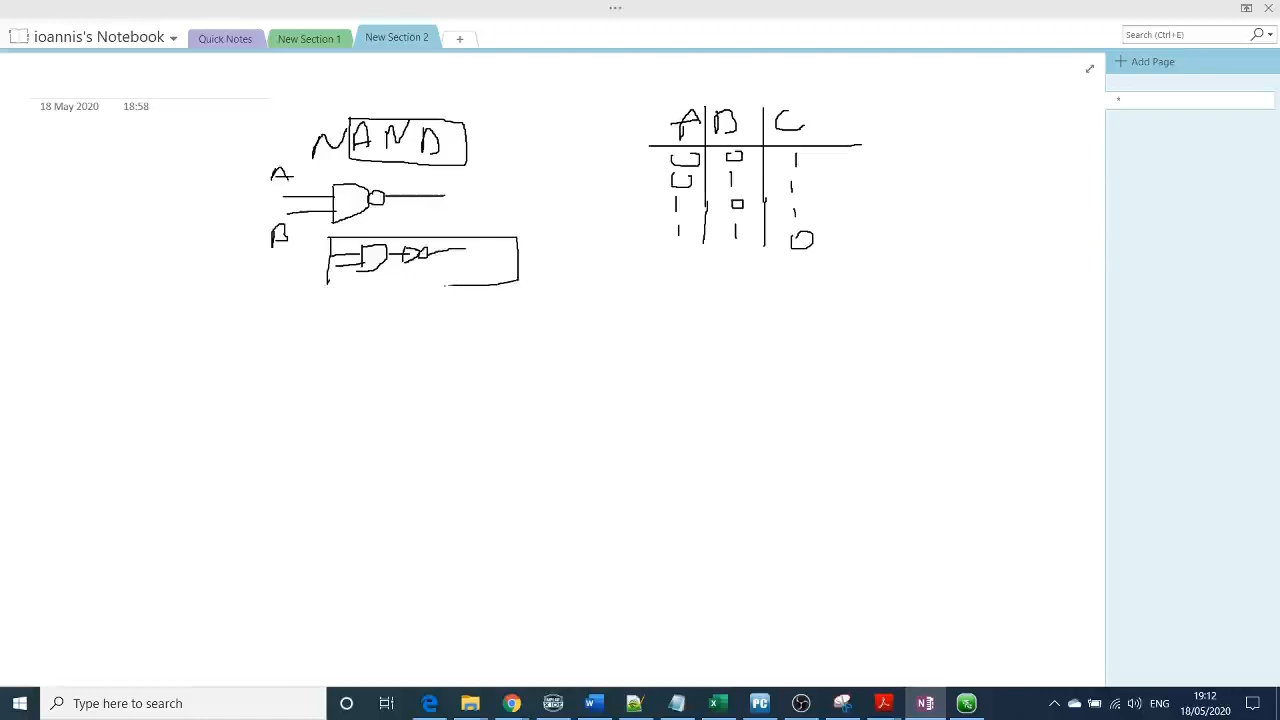 ioannis's Notebook
Quick Notes
New Section 1
New Section 2
+
Search (Ctrl+E)
+ Add Page
18 May 2020 18:58
NAND
A
B
A B C
0 0 1
0 1 1
1 0 1
1 1 0
Type here to search
PC
ENG
19:12
18/05/2020